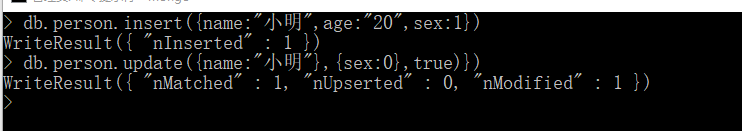 > db.person.insert({name:"小明",age:"20",sex:1})
WriteResult({ "nInserted" : 1 })
> db.person.update({name:"小明"},{sex:0},true)})
WriteResult({ "nMatched" : 1, "nUpserted" : 0, "nModified" : 1 })
>